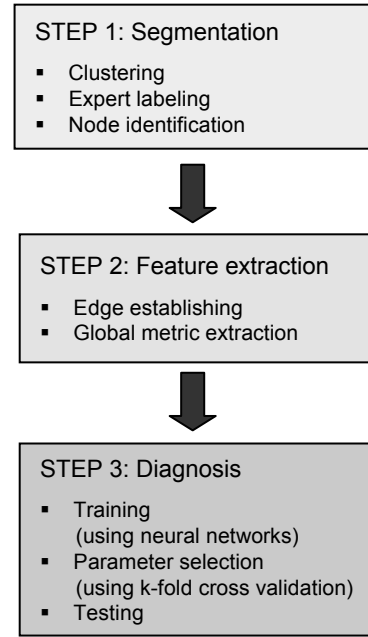 STEP 1: Segmentation
▪ Clustering
▪ Expert labeling
▪ Node identification
STEP 2: Feature extraction
▪ Edge establishing
▪ Global metric extraction
STEP 3: Diagnosis
▪ Training
(using neural networks)
▪ Parameter selection
(using k-fold cross validation)
▪ Testing